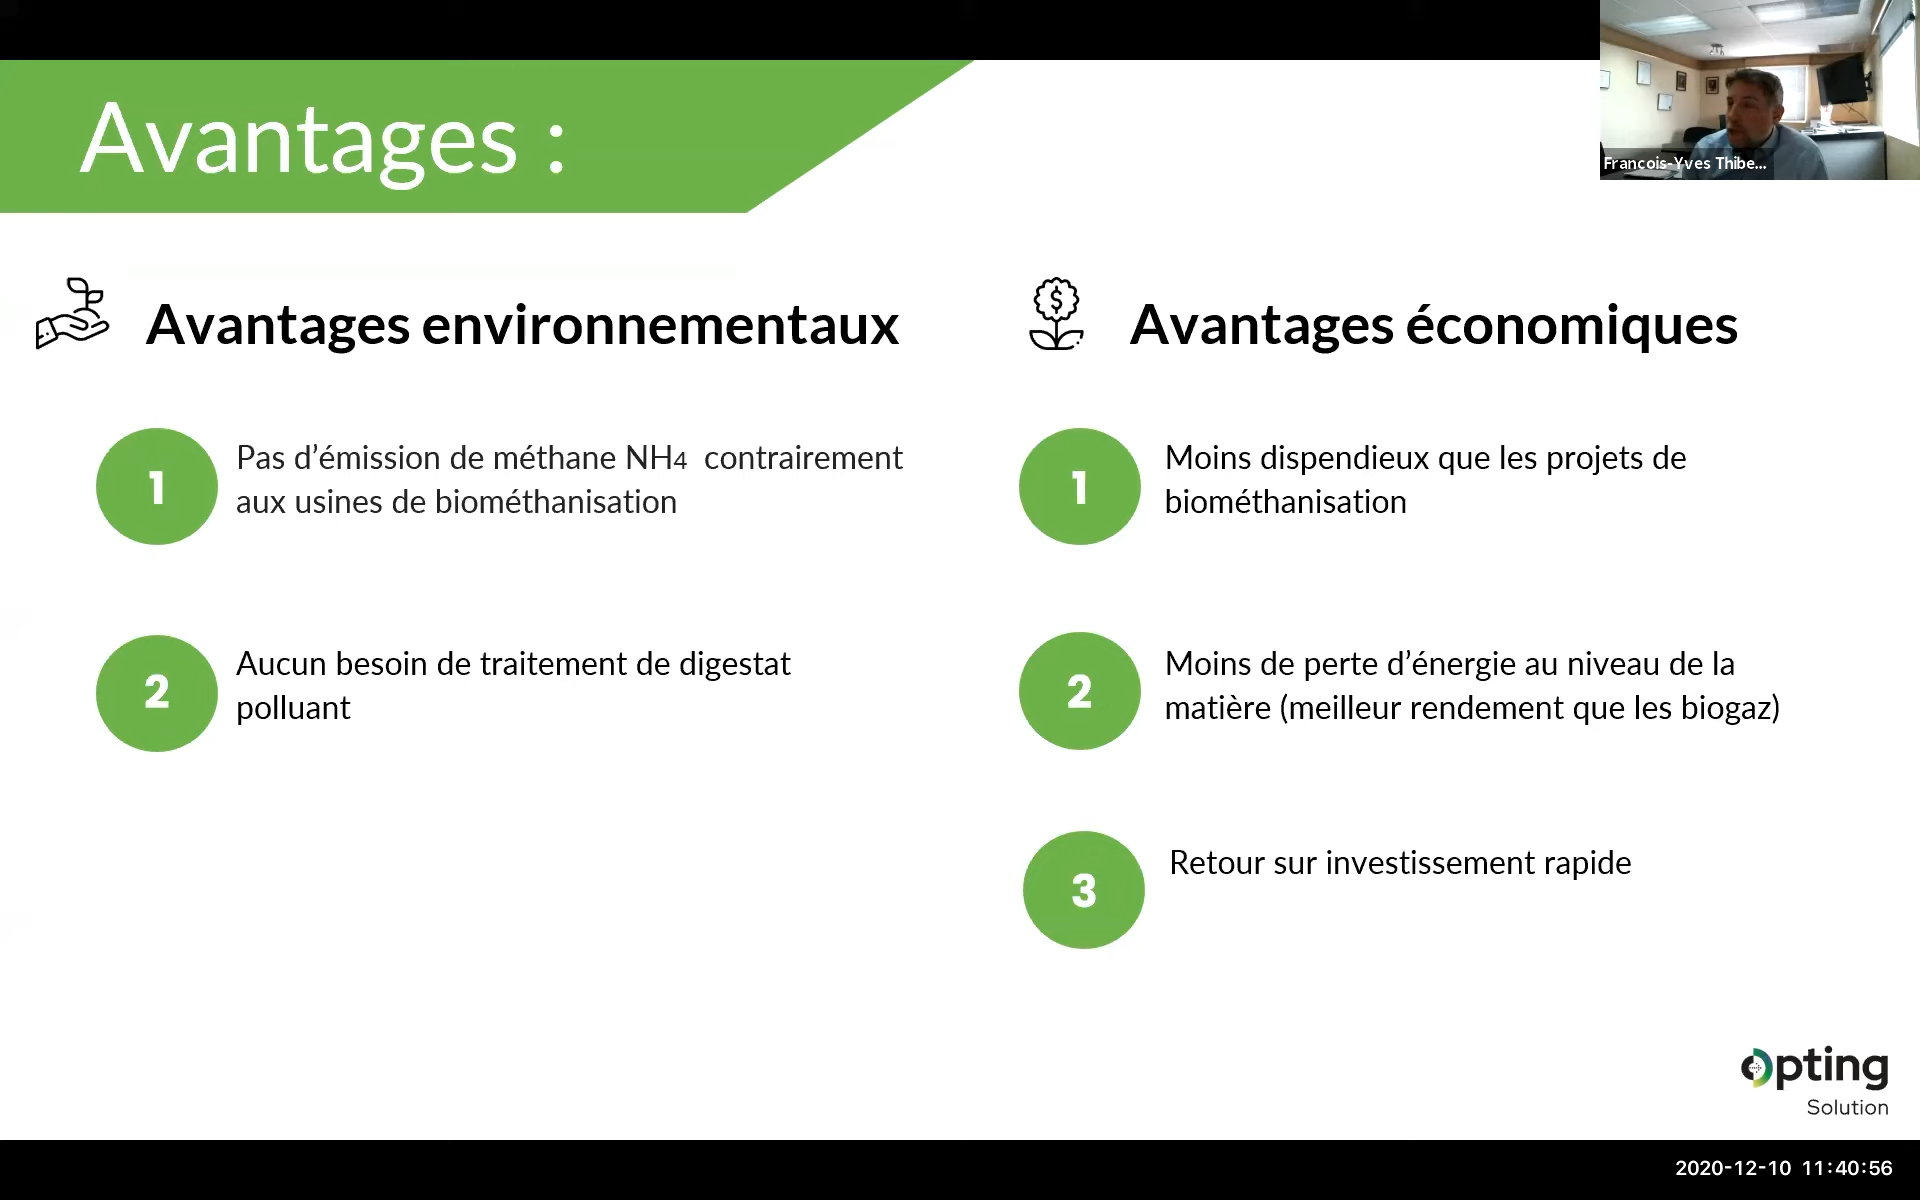 Avantages :
Francois-Yves Thibe...
Avantages environnementaux
1
Pas d’émission de méthane NH4 contrairement
aux usines de biométhanisation
2
Aucun besoin de traitement de digestat
polluant
Avantages économiques
1
Moins dispendieux que les projets de
biométhanisation
2
Moins de perte d’énergie au niveau de la
matière (meilleur rendement que les biogaz)
3
Retour sur investissement rapide
Opting
Solution
2020-12-10 11:40:56